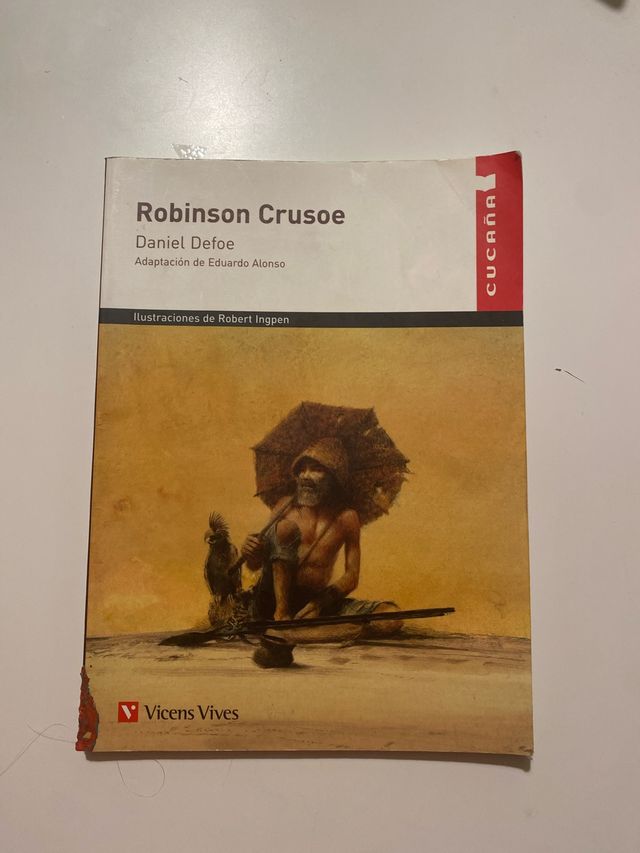 Robinson Crusoe
Daniel Defoe
Adaptación de Eduardo Alonso
CUCAÑA
Ilustraciones de Robert Ingpen
V Vicens Vives